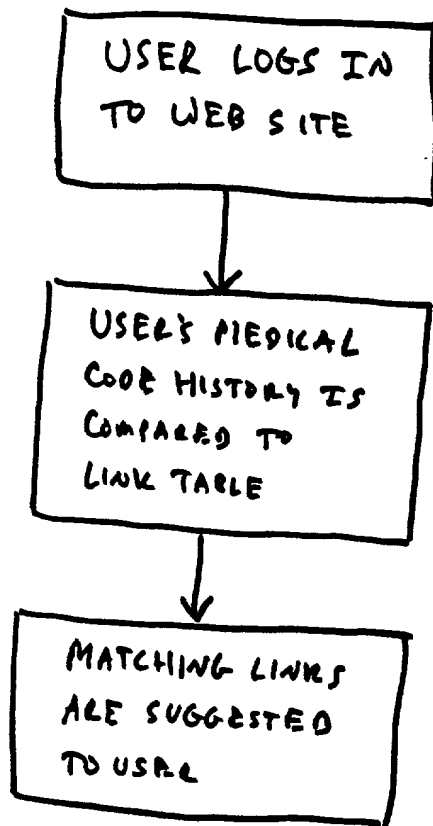 USER LOGS IN
TO WEB SITE
USER'S MEDICAL
CODE HISTORY IS
COMPARED TO
LINK TABLE
MATCHING LINKS
ARE SUGGESTED
TO USER